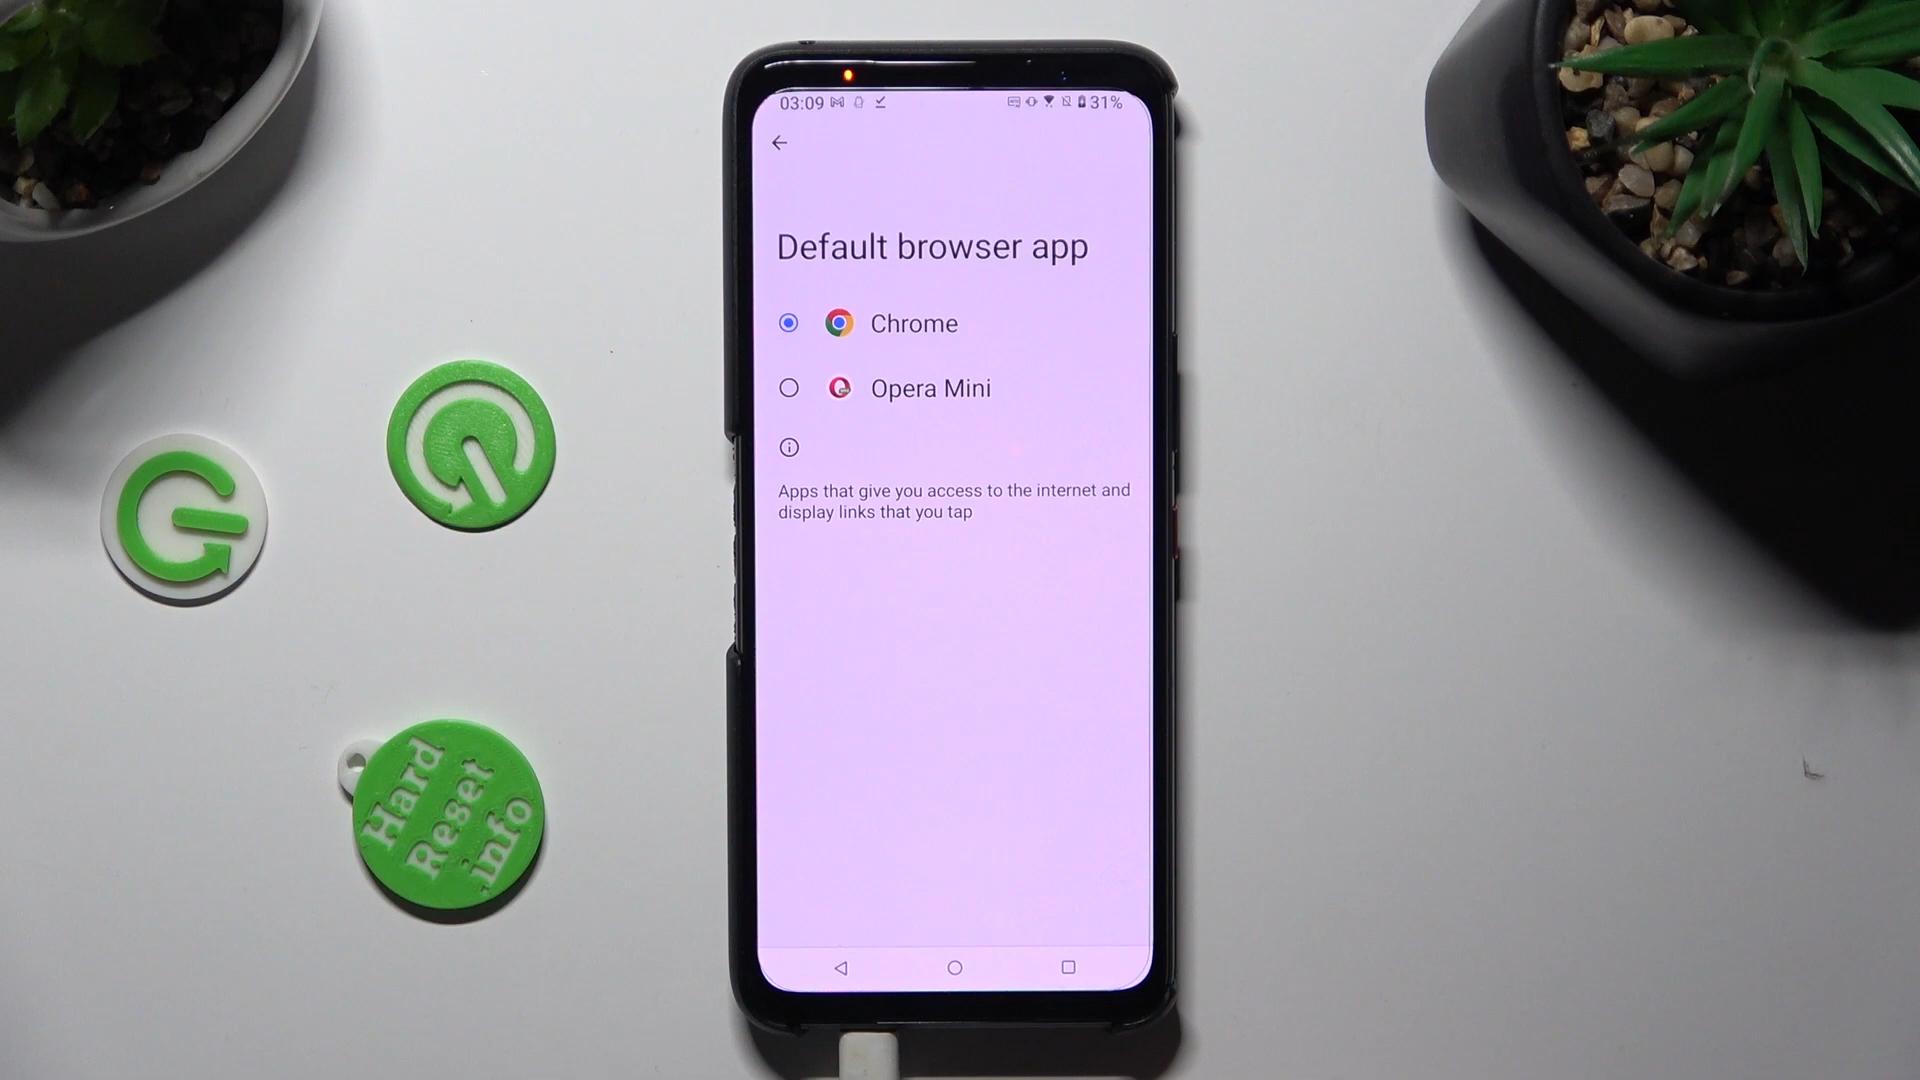 03:09
31%
Default browser app
Chrome
Opera Mini
Apps that give you access to the internet and
display links that you tap
Hard
Reset
.info